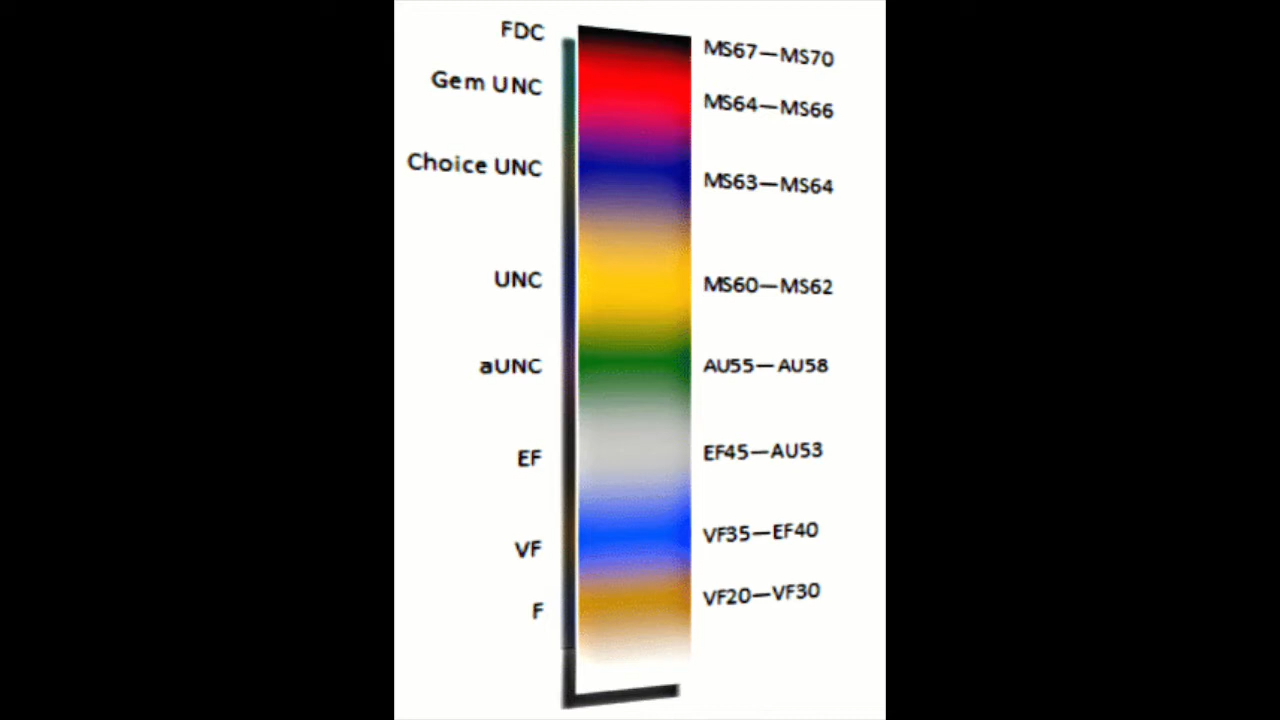 FDC MS67—MS70
Gem UNC MS64—MS66
Choice UNC MS63—MS64
UNC MS60—MS62
aUNC AU55—AU58
EF EF45—AU53
VF VF35—EF40
F VF20—VF30